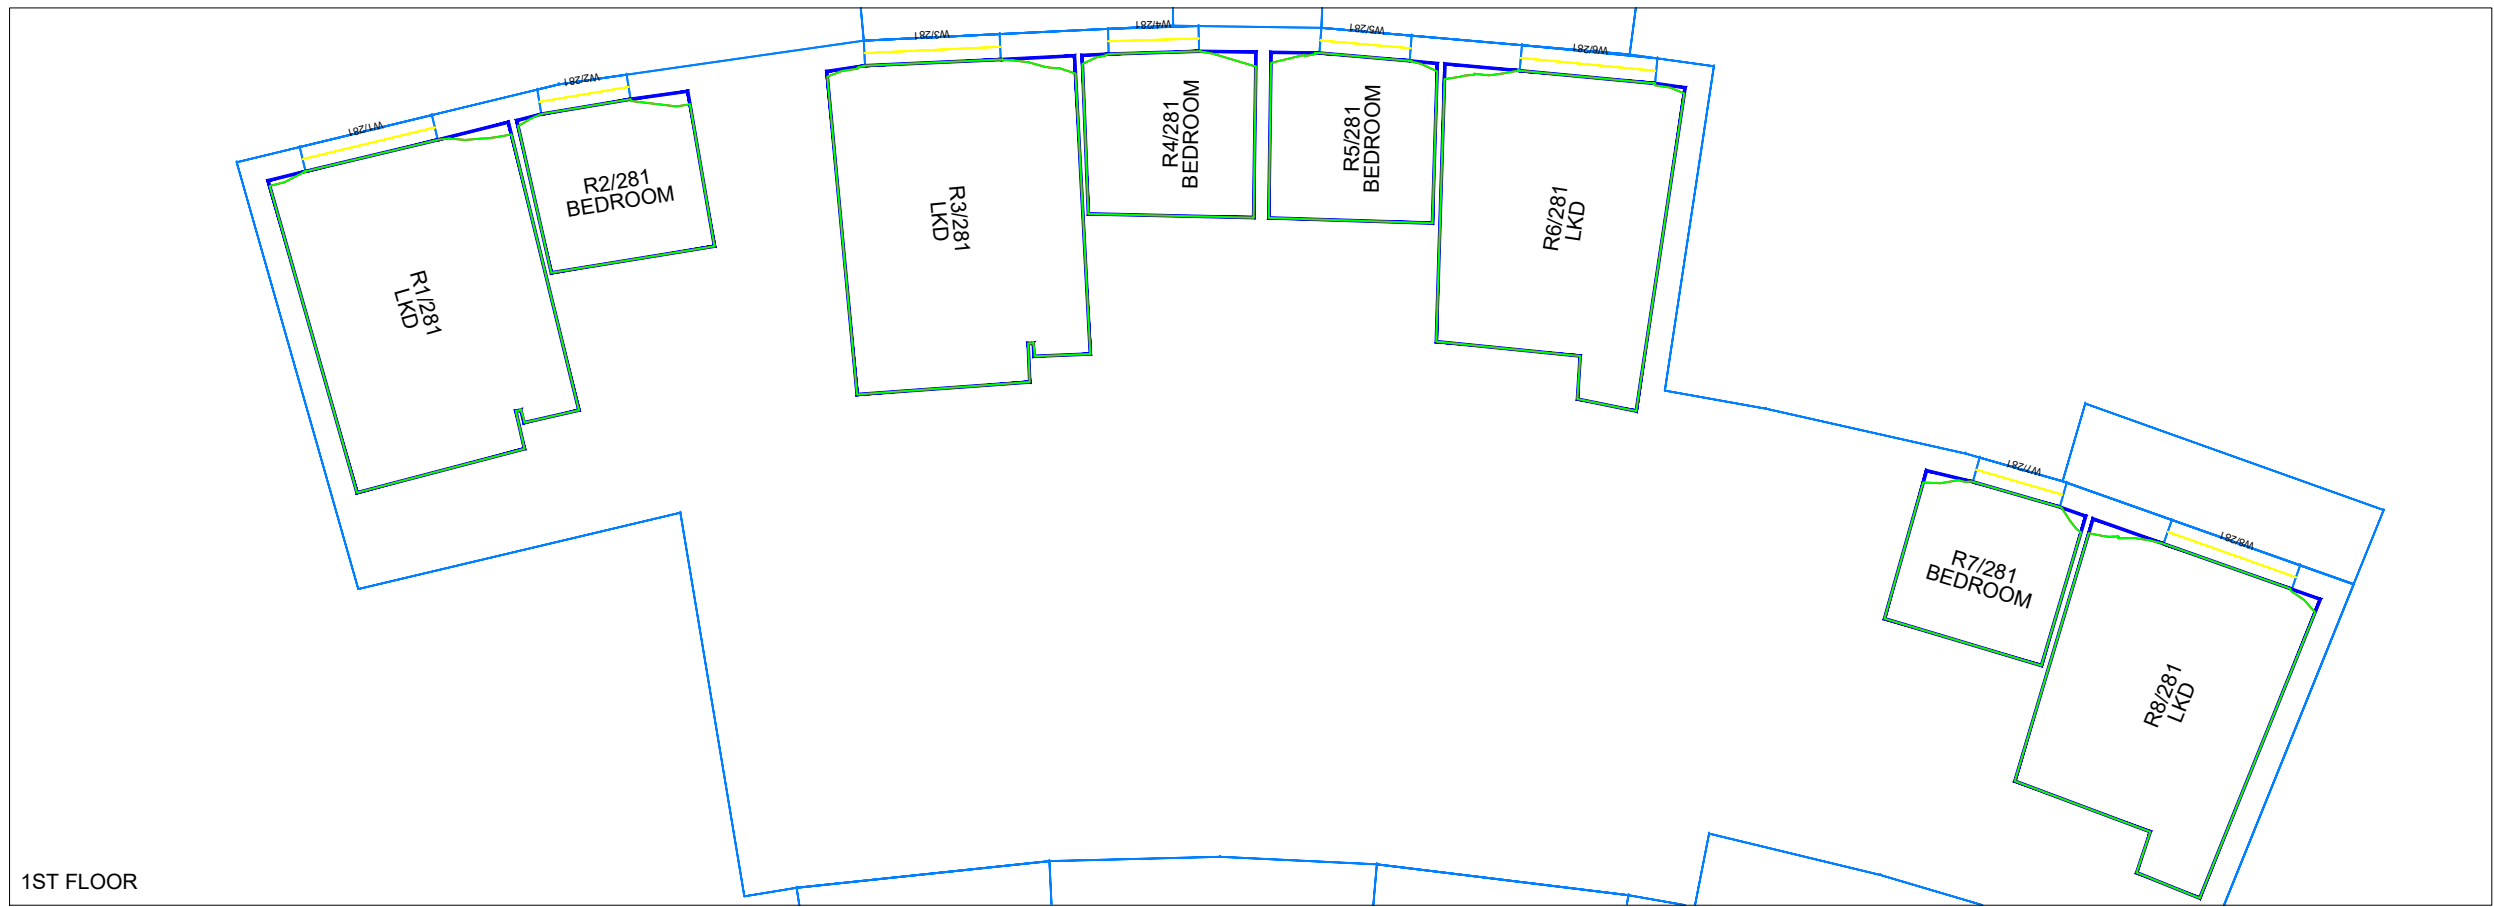 W1/281
W2/281
W3/281
W4/281
W5/281
W6/281
R1/281
LKD
R2/281
BEDROOM
R3/281
LKD
R4/281
BEDROOM
R5/281
BEDROOM
R6/281
LKD
W7/281
W8/281
R7/281
BEDROOM
R8/281
LKD
1ST FLOOR